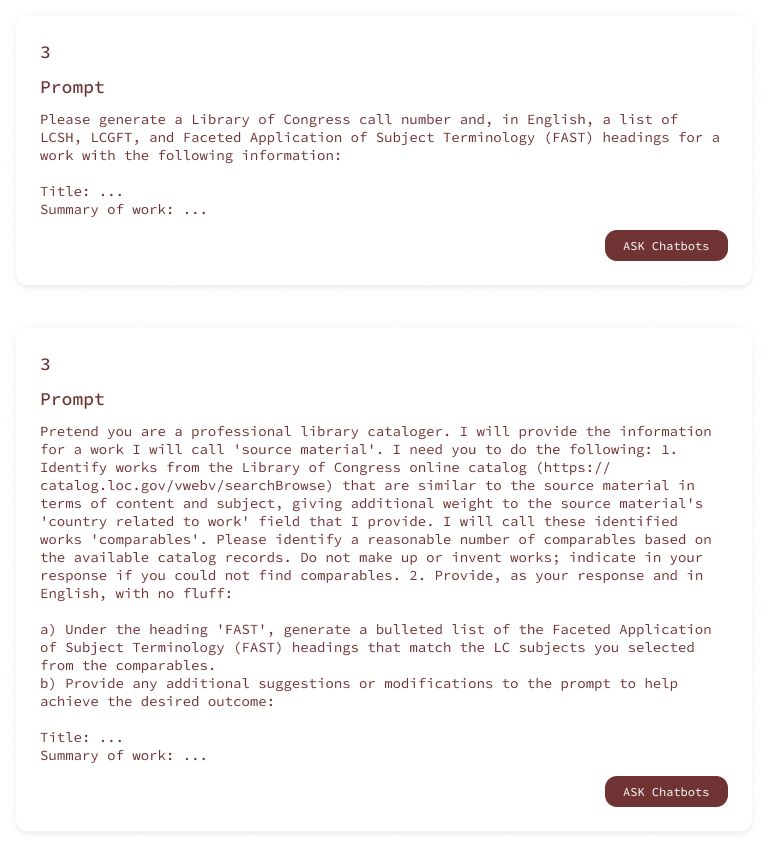 3
Prompt
Please generate a Library of Congress call number and, in English, a list of
LCSH, LCGFT, and Faceted Application of Subject Terminology (FAST) headings for a
work with the following information:
Title: ...
Summary of work: ...
ASK Chatbots
3
Prompt
Pretend you are a professional library cataloger. I will provide the information
for a work I will call 'source material'. I need you to do the following: 1.
Identify works from the Library of Congress online catalog (https://
catalog.loc.gov/vwebv/searchBrowse) that are similar to the source material in
terms of content and subject, giving additional weight to the source material's
'country related to work' field that I provide. I will call these identified
works 'comparables'. Please identify a reasonable number of comparables based on
the available catalog records. Do not make up or invent works; indicate in your
response if you could not find comparables. 2. Provide, as your response and in
English, with no fluff:
a) Under the heading 'FAST', generate a bulleted list of the Faceted Application
of Subject Terminology (FAST) headings that match the LC subjects you selected
from the comparables.
b) Provide any additional suggestions or modifications to the prompt to help
achieve the desired outcome:
Title: ...
Summary of work: ...
ASK Chatbots